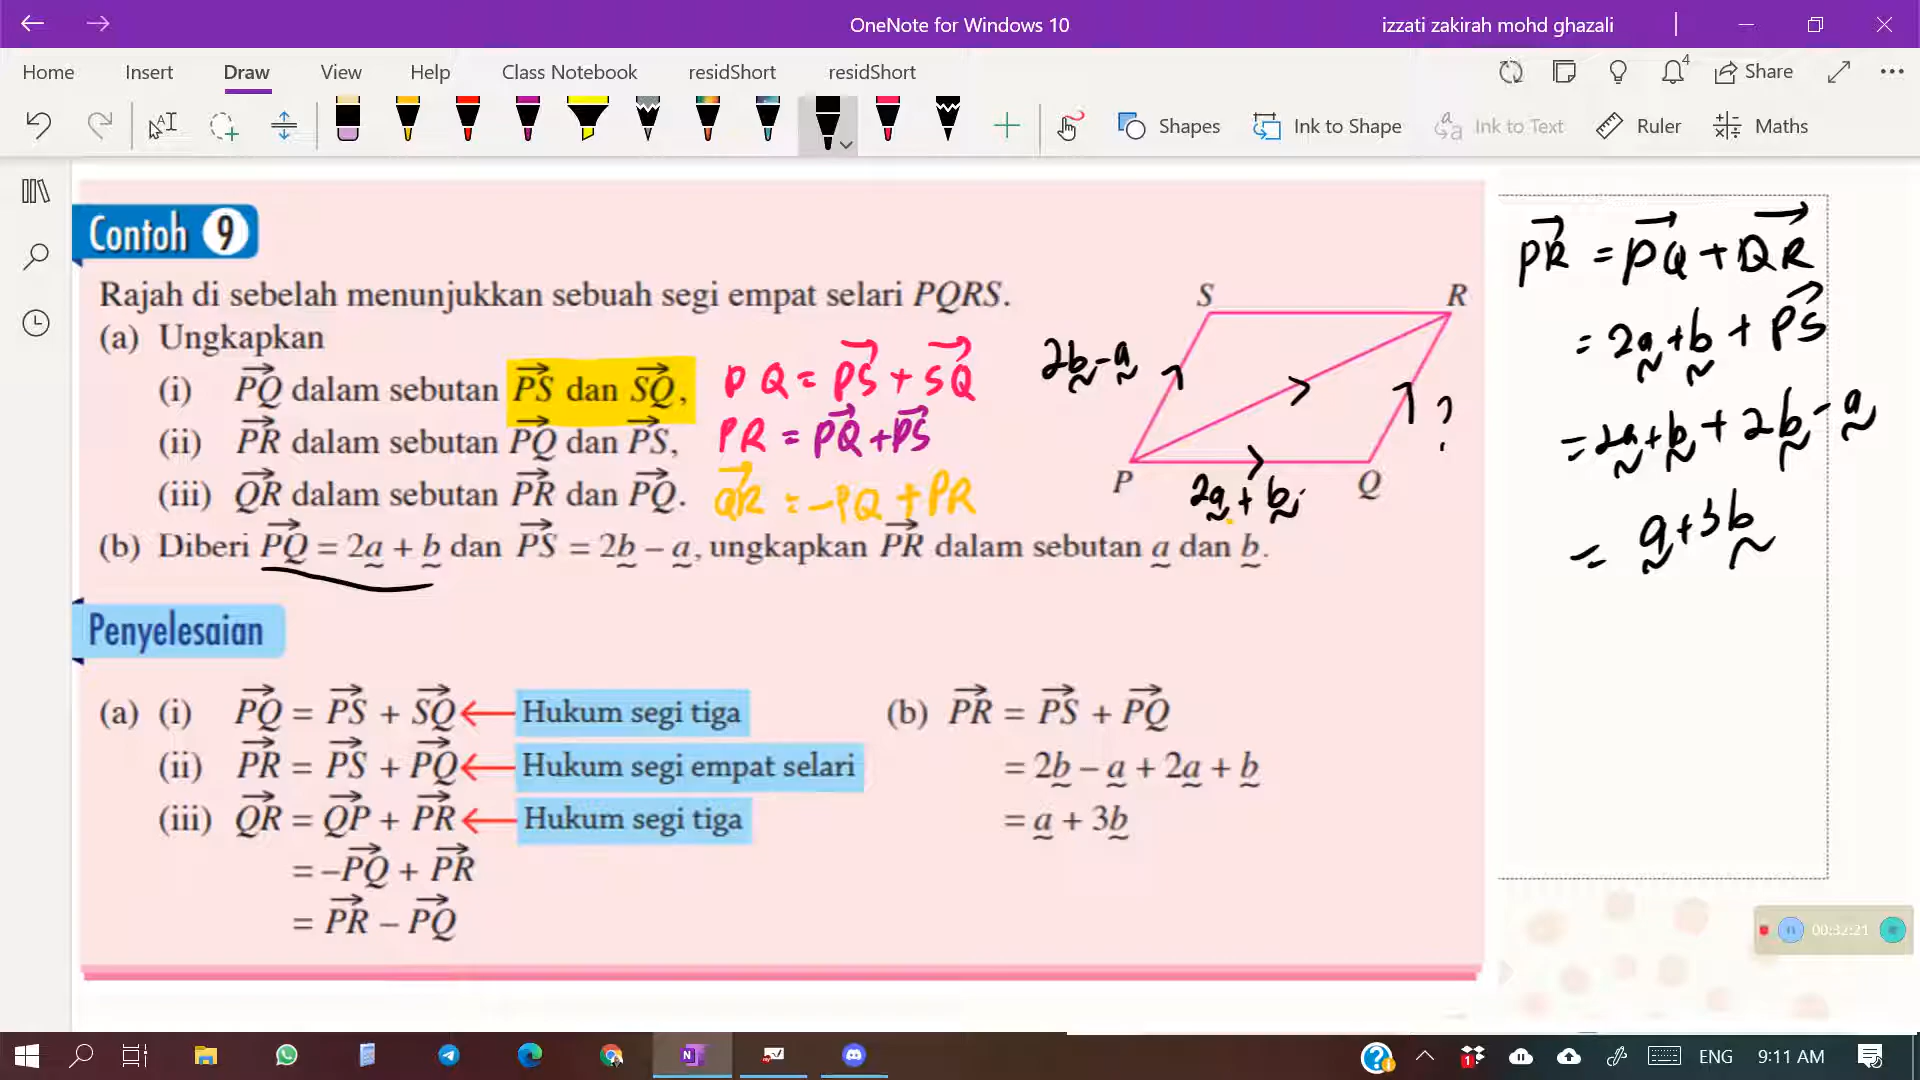 OneNote for Windows 10
izzati zakirah mohd ghazali
Home Insert Draw View Help Class Notebook residShort residShort
4
Share
Shapes Ink to Shape Ink to Text Ruler Maths
Contoh 9
Rajah di sebelah menunjukkan sebuah segi empat selari PQRS.
(a) Ungkapkan
(i) PQ⃗ dalam sebutan PS⃗ dan SQ⃗,
PQ = PS⃗ + SQ⃗
(ii) PR⃗ dalam sebutan PQ⃗ dan PS⃗,
PR = PQ⃗ + PS⃗
(iii) QR⃗ dalam sebutan PR⃗ dan PQ⃗.
QR⃗ = -PQ + PR
(b) Diberi PQ⃗ = 2a̰ + b̰ dan PS⃗ = 2b̰ – a̰, ungkapkan PR⃗ dalam sebutan a̰ dan b̰.
S R
2b̰ - a̰
?
P Q
2a̰ + b̰
PR⃗ = PQ⃗ + QR⃗
= 2a̰ + b̰ + PS⃗
= 2a̰ + b̰ + 2b̰ - a̰
= a̰ + 3b̰
Penyelesaian
(a) (i) PQ⃗ = PS⃗ + SQ⃗ ← Hukum segi tiga
(ii) PR⃗ = PS⃗ + PQ⃗ ← Hukum segi empat selari
(iii) QR⃗ = QP⃗ + PR⃗ ← Hukum segi tiga
= –PQ⃗ + PR⃗
= PR⃗ – PQ⃗
(b) PR⃗ = PS⃗ + PQ⃗
= 2b̰ – a̰ + 2a̰ + b̰
= a̰ + 3b̰
00:32:21
ENG 9:11 AM